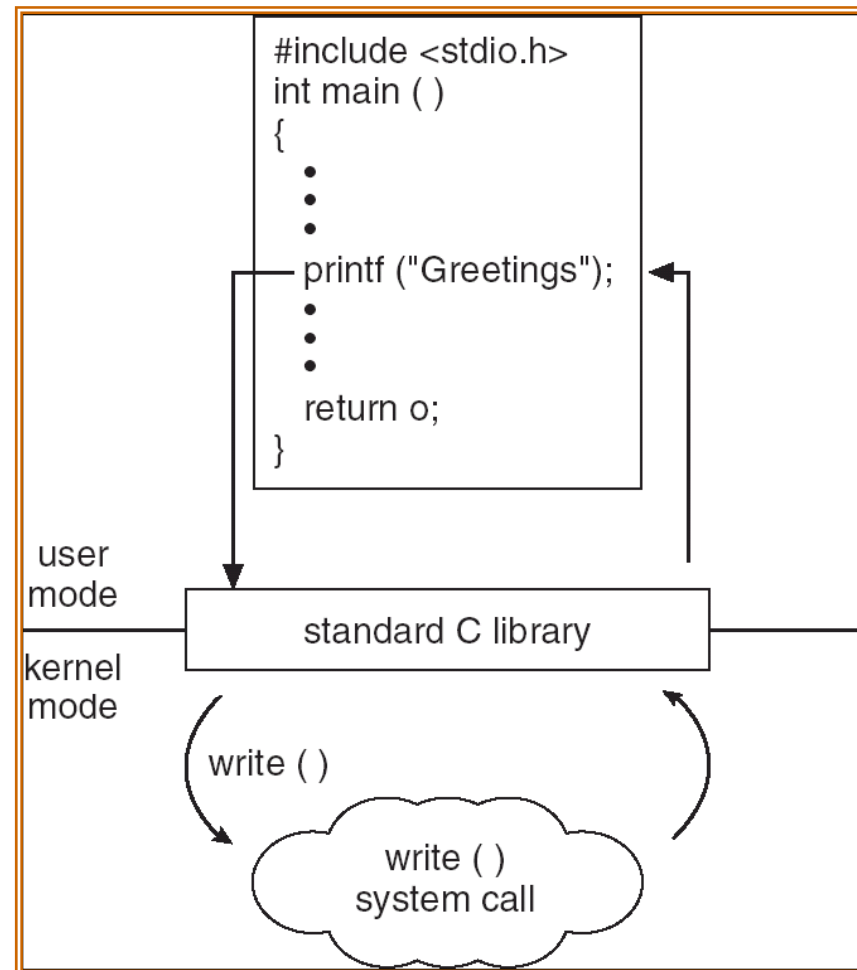 #include <stdio.h>
int main ( )
{
•
•
•
printf ("Greetings");
•
•
•
return o;
}
user
mode
standard C library
kernel
mode
write ( )
write ( )
system call